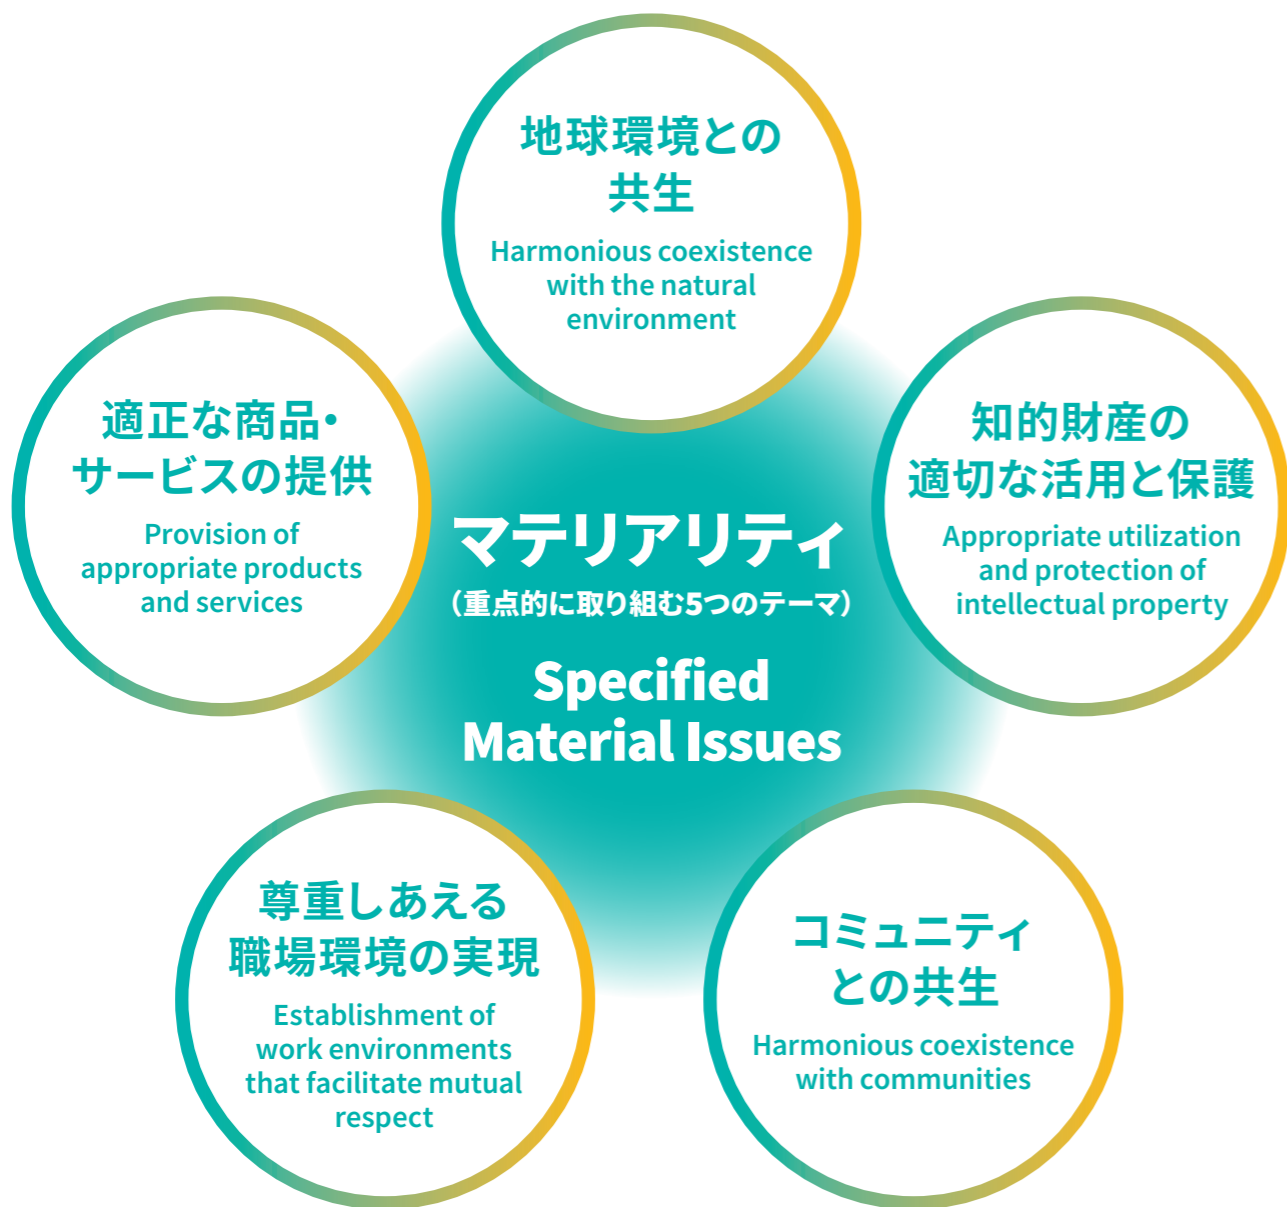 地球環境との
共生
Harmonious coexistence
with the natural
environment
適正な商品・
サービスの提供
Provision of
appropriate products
and services
知的財産の
適切な活用と保護
Appropriate utilization
and protection of
intellectual property
マテリアリティ
（重点的に取り組む5つのテーマ）
Specified
Material Issues
尊重しあえる
職場環境の実現
Establishment of
work environments
that facilitate mutual
respect
コミュニティ
との共生
Harmonious coexistence
with communities